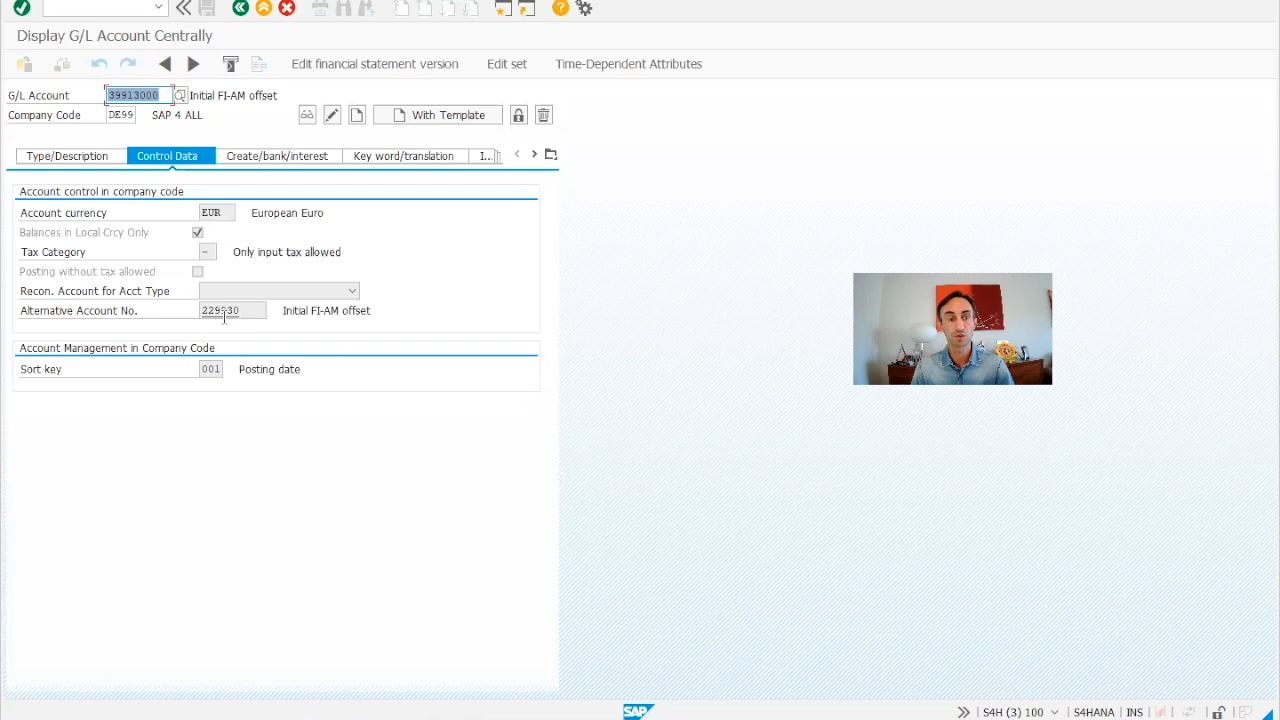 Display G/L Account Centrally
Edit financial statement version Edit set Time-Dependent Attributes
G/L Account 39913000 Initial FI-AM offset
Company Code DE99 SAP 4 ALL With Template
Type/Description Control Data Create/bank/interest Key word/translation I...
Account control in company code
Account currency EUR European Euro
Balances in Local Crcy Only
Tax Category - Only input tax allowed
Posting without tax allowed
Recon. Account for Acct Type
Alternative Account No. Initial FI-AM offset
Account Management in Company Code
Sort key 001 Posting date
SAP S4H (3) 100 S4HANA INS